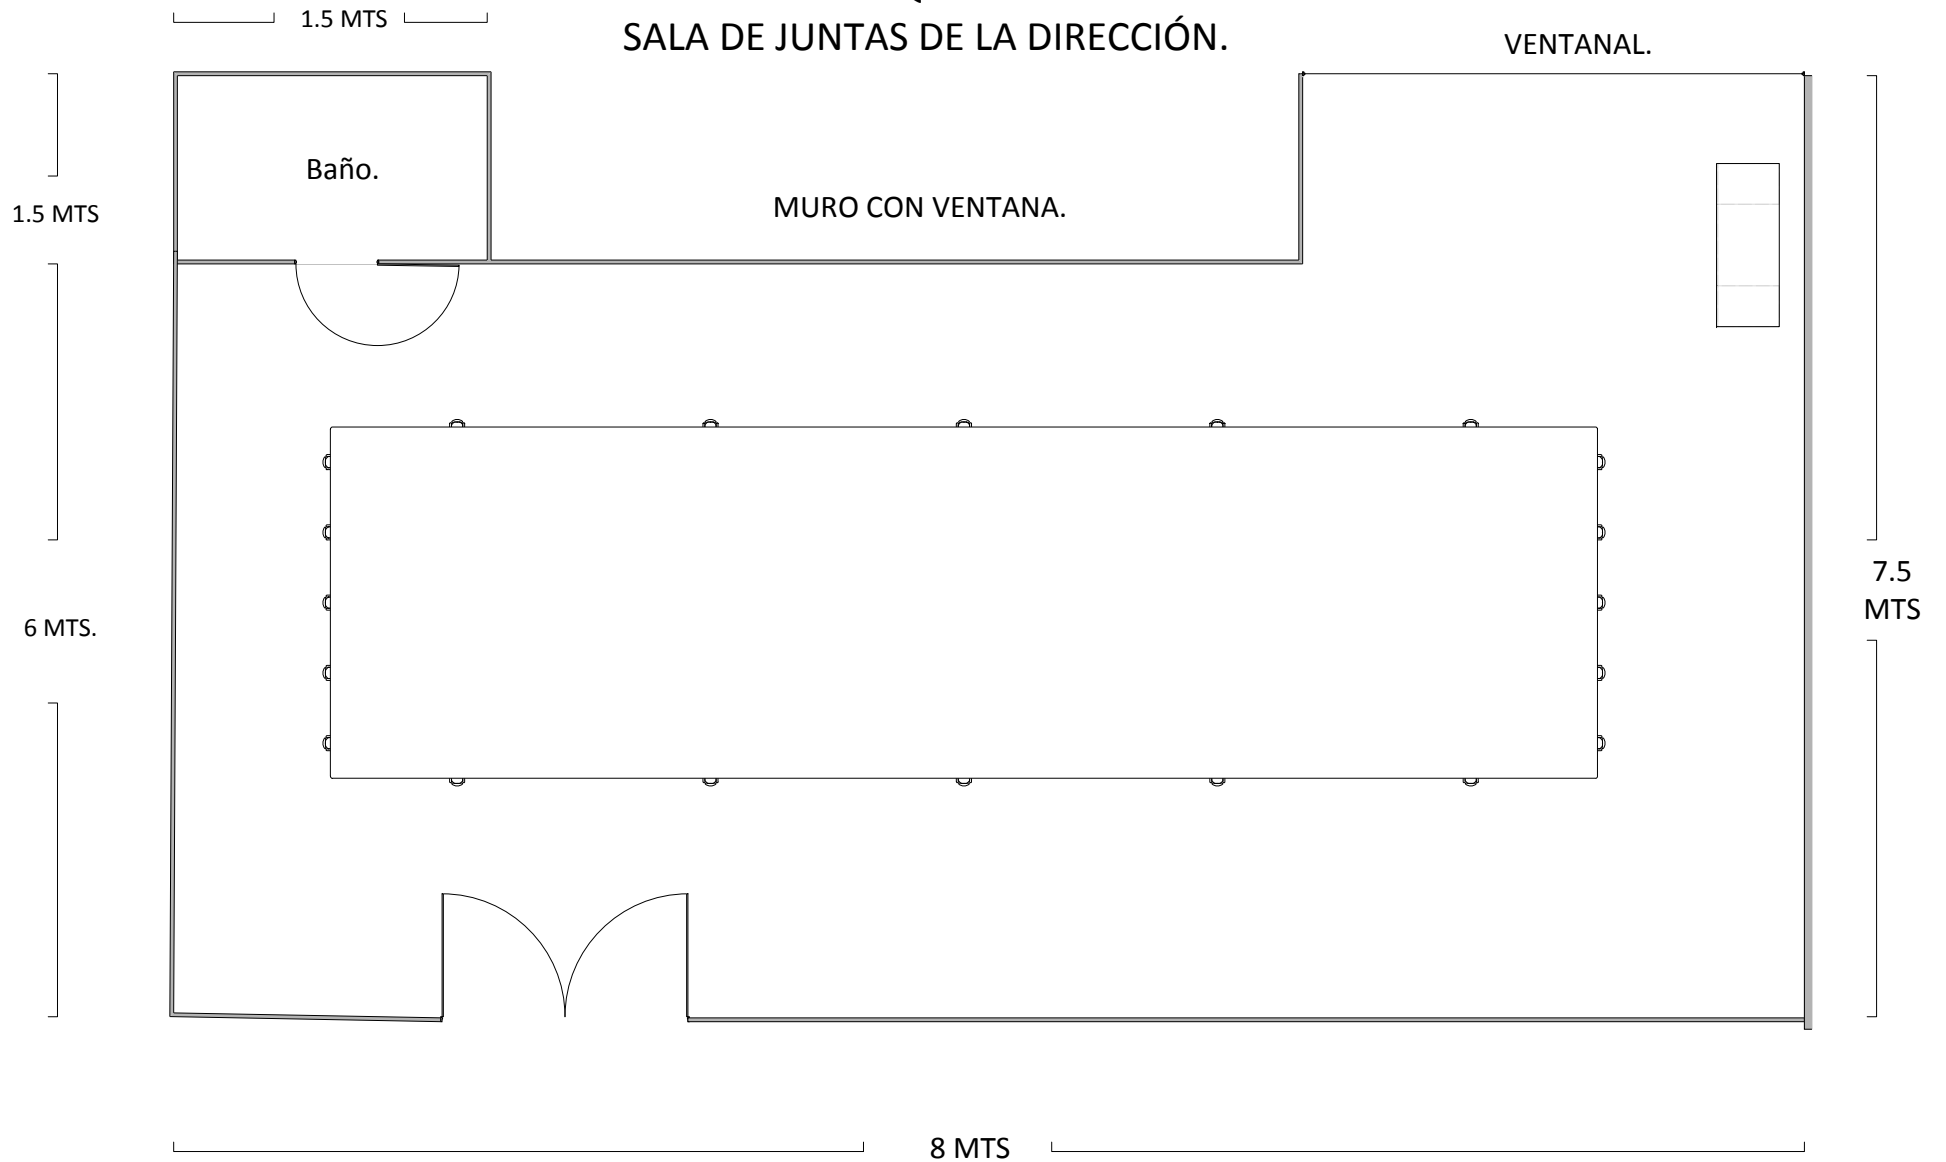 1.5 MTS
SALA DE JUNTAS DE LA DIRECCIÓN.
VENTANAL.
Baño.
MURO CON VENTANA.
1.5 MTS
7.5
MTS
6 MTS.
8 MTS